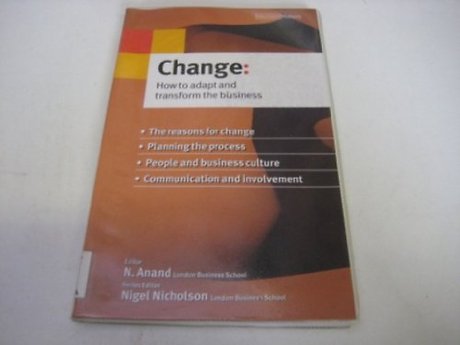 Change:
How to adapt and
transform the business
• The reasons for change
• Planning the process
• People and business culture
• Communication and involvement
Editor
N. Anand London Business School
Series Editor
Nigel Nicholson London Business School